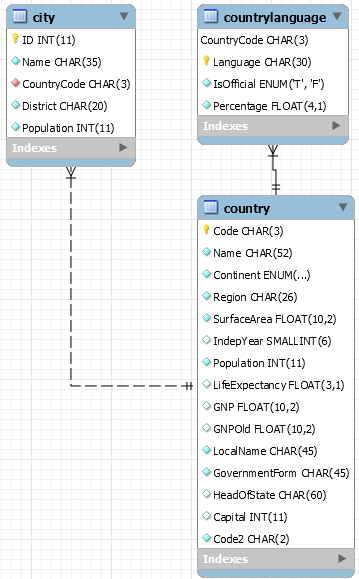 city
ID INT(11)
Name CHAR(35)
CountryCode CHAR(3)
District CHAR(20)
Population INT(11)
Indexes
countrylanguage
CountryCode CHAR(3)
Language CHAR(30)
IsOfficial ENUM('T', 'F')
Percentage FLOAT(4,1)
Indexes
country
Code CHAR(3)
Name CHAR(52)
Continent ENUM(...)
Region CHAR(26)
SurfaceArea FLOAT(10,2)
IndepYear SMALLINT(6)
Population INT(11)
LifeExpectancy FLOAT(3,1)
GNP FLOAT(10,2)
GNPOld FLOAT(10,2)
LocalName CHAR(45)
GovernmentForm CHAR(45)
HeadOfState CHAR(60)
Capital INT(11)
Code2 CHAR(2)
Indexes